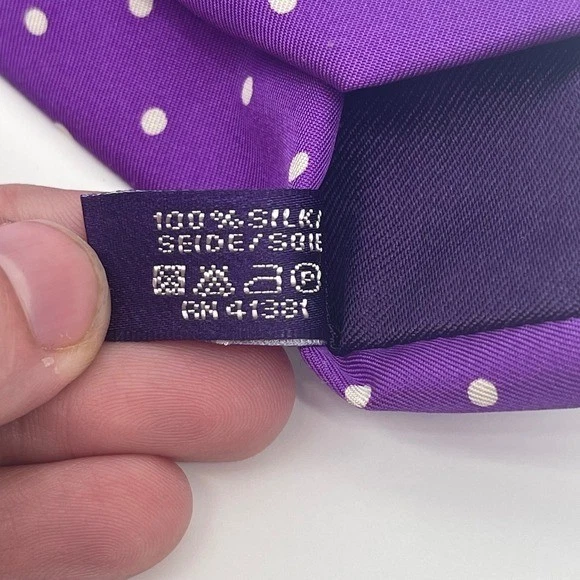 100% SILK/
SEIDE/SOIE
P
RN 41381